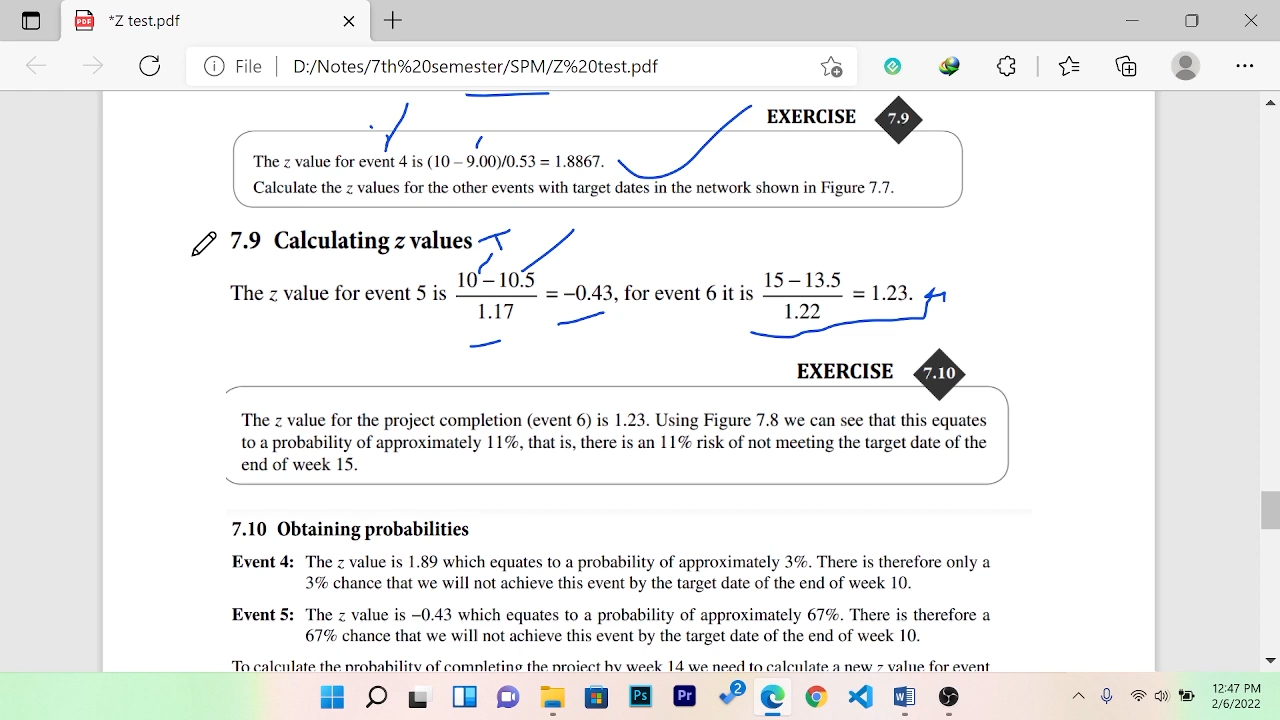 *Z test.pdf
File
D:/Notes/7th%20semester/SPM/Z%20test.pdf
EXERCISE 7.9
The z value for event 4 is (10 – 9.00)/0.53 = 1.8867.
Calculate the z values for the other events with target dates in the network shown in Figure 7.7.
7.9 Calculating z values T
The z value for event 5 is 10 – 10.5 / 1.17 = –0.43, for event 6 it is 15 – 13.5 / 1.22 = 1.23.
EXERCISE 7.10
The z value for the project completion (event 6) is 1.23. Using Figure 7.8 we can see that this equates
to a probability of approximately 11%, that is, there is an 11% risk of not meeting the target date of the
end of week 15.
7.10 Obtaining probabilities
Event 4: The z value is 1.89 which equates to a probability of approximately 3%. There is therefore only a
3% chance that we will not achieve this event by the target date of the end of week 10.
Event 5: The z value is –0.43 which equates to a probability of approximately 67%. There is therefore a
67% chance that we will not achieve this event by the target date of the end of week 10.
To calculate the probability of completing the project by week 14 we need to calculate a new z value for event
PDF
Ps
Pr
2
12:47 PM
2/6/2022